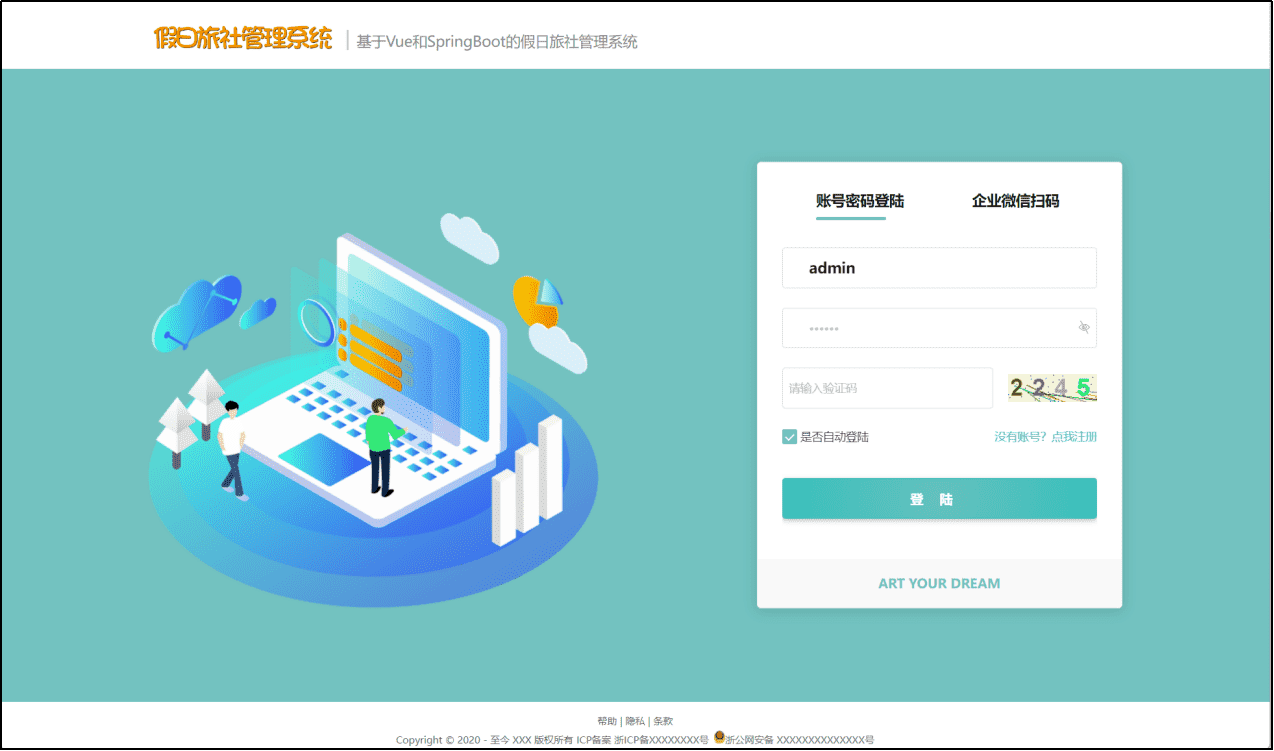 假日旅社管理系统 | 基于Vue和SpringBoot的假日旅社管理系统
账号密码登陆 企业微信扫码
admin
••••••
请输入验证码 2245
是否自动登陆 没有账号？点我注册
登 陆
ART YOUR DREAM
帮助 | 隐私 | 条款
Copyright © 2020 - 至今 XXX 版权所有 ICP备案 浙ICP备XXXXXXXX号 浙公网安备 XXXXXXXXXXXXXX号